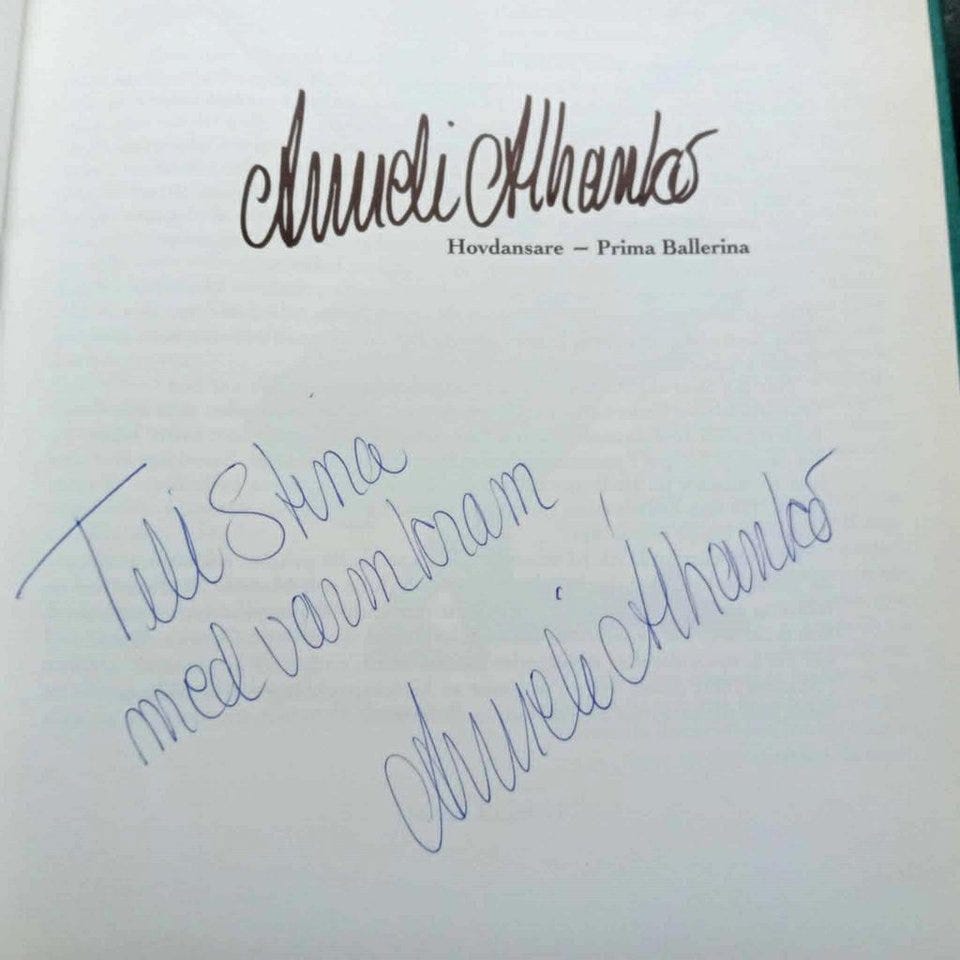 Anneli Alhanko
Hovdansare – Prima Ballerina
Till Stina
med varm kram
Anneli Alhanko